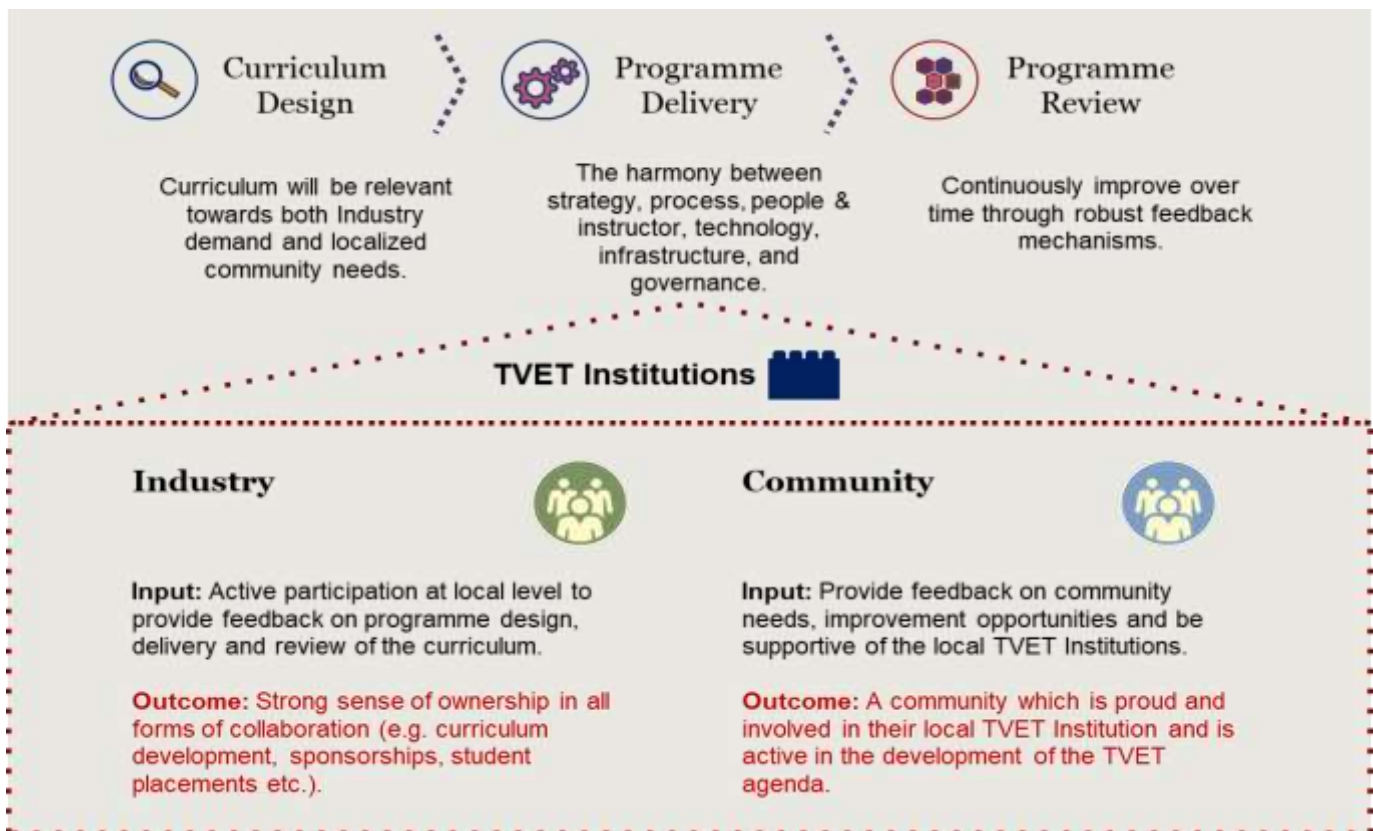 Curriculum
Design
Programme
Delivery
Programme
Review
Curriculum will be relevant
towards both Industry
demand and localized
community needs.
The harmony between
strategy, process, people &
instructor, technology,
infrastructure, and
governance.
Continuously improve over
time through robust feedback
mechanisms.
TVET Institutions
Industry
Input: Active participation at local level to
provide feedback on programme design,
delivery and review of the curriculum.
Outcome: Strong sense of ownership in all
forms of collaboration (e.g. curriculum
development, sponsorships, student
placements etc.).
Community
Input: Provide feedback on community
needs, improvement opportunities and be
supportive of the local TVET Institutions.
Outcome: A community which is proud and
involved in their local TVET Institution and is
active in the development of the TVET
agenda.